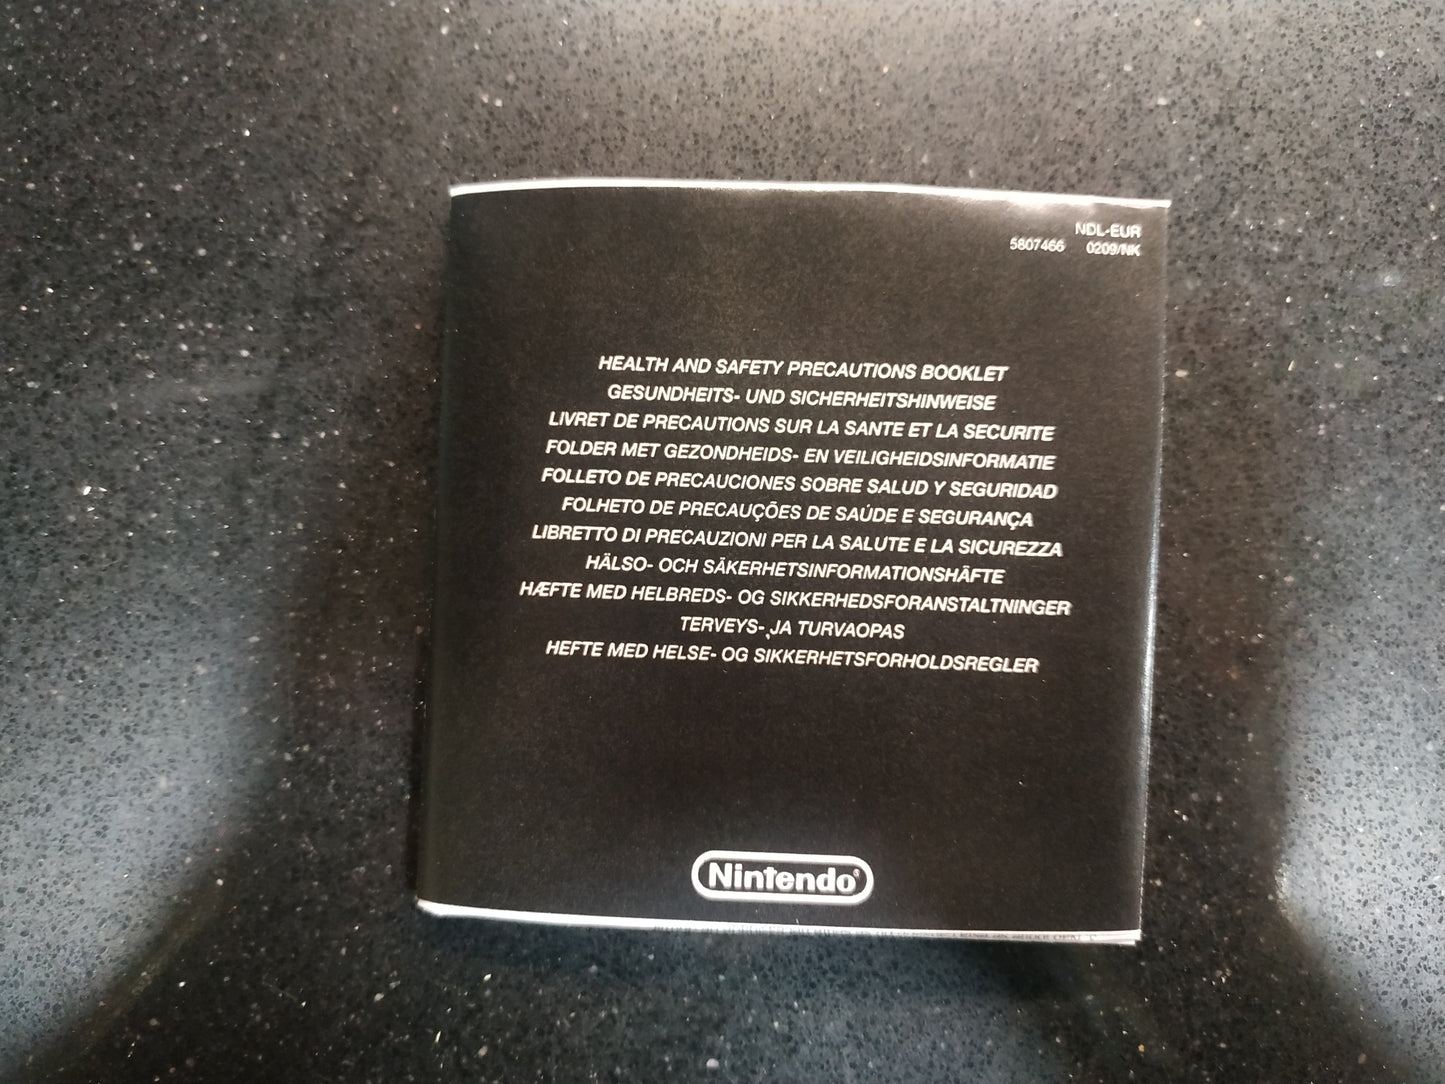 NDL-EUR
5807466 0209/NK
HEALTH AND SAFETY PRECAUTIONS BOOKLET
GESUNDHEITS- UND SICHERHEITSHINWEISE
LIVRET DE PRECAUTIONS SUR LA SANTE ET LA SECURITE
FOLDER MET GEZONDHEIDS- EN VEILIGHEIDSINFORMATIE
FOLLETO DE PRECAUCIONES SOBRE SALUD Y SEGURIDAD
FOLHETO DE PRECAUÇÕES DE SAÚDE E SEGURANÇA
LIBRETTO DI PRECAUZIONI PER LA SALUTE E LA SICUREZZA
HÄLSO- OCH SÄKERHETSINFORMATIONSHÄFTE
HÆFTE MED HELBREDS- OG SIKKERHEDSFORANSTALTNINGER
TERVEYS- JA TURVAOPAS
HEFTE MED HELSE- OG SIKKERHETSFORHOLDSREGLER
Nintendo®